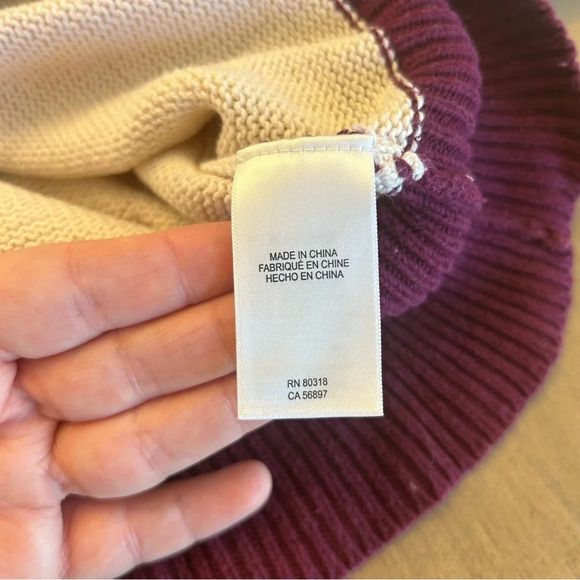 MADE IN CHINA
FABRIQUÉ EN CHINE
HECHO EN CHINA
RN 80318
CA 56897